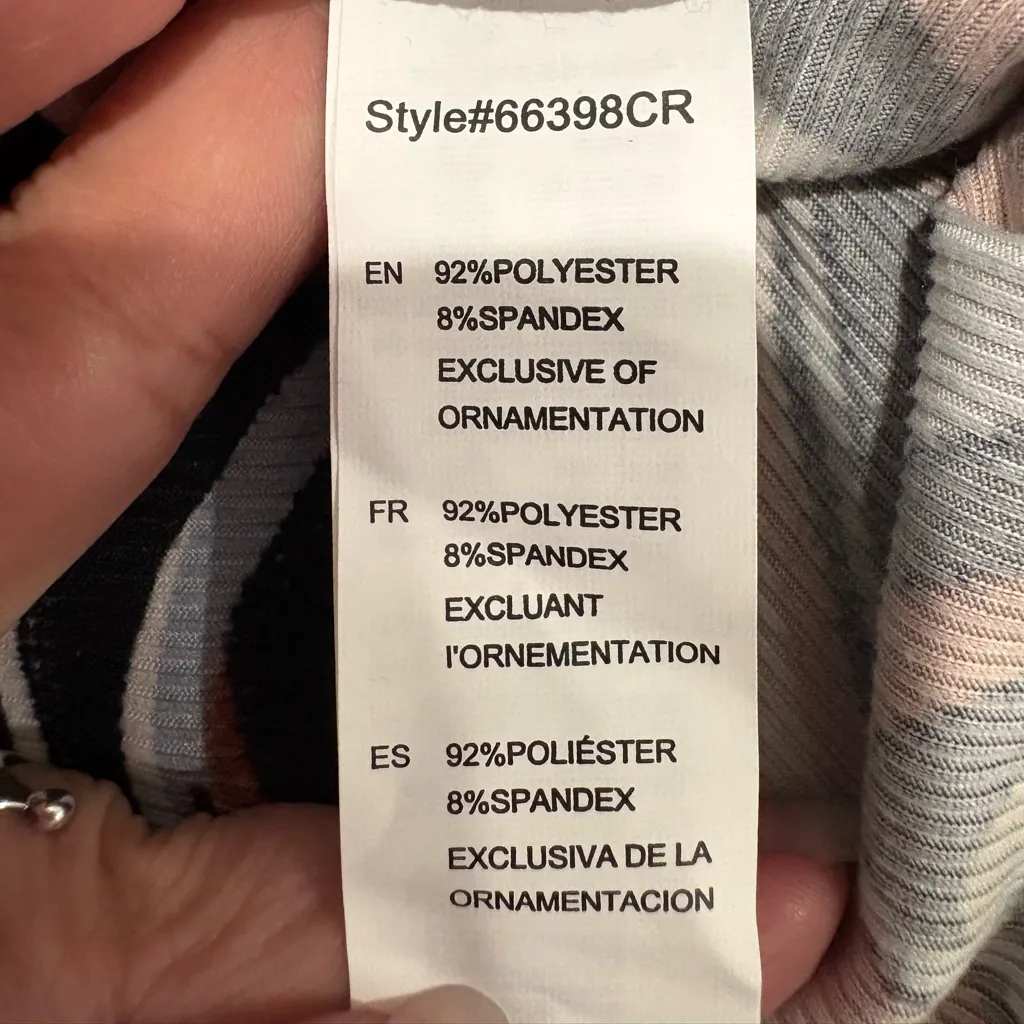 Style#66398CR
EN 92%POLYESTER
8%SPANDEX
EXCLUSIVE OF
ORNAMENTATION
FR 92%POLYESTER
8%SPANDEX
EXCLUANT
l'ORNEMENTATION
ES 92%POLIÉSTER
8%SPANDEX
EXCLUSIVA DE LA
ORNAMENTACION